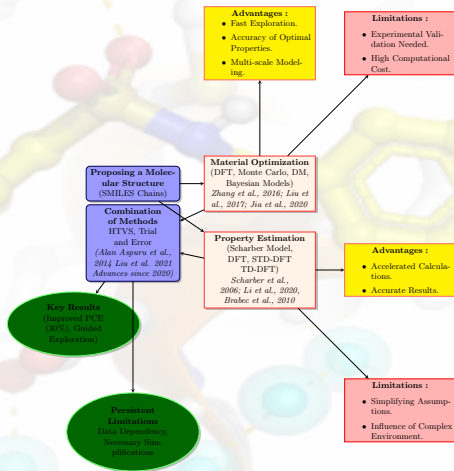 Advantages :
• Fast Exploration.
• Accuracy of Optimal
Properties.
• Multi-scale Model-
ing.
Limitations :
• Experimental Vali-
dation Needed.
• High Computational
Cost.
Proposing a Molec-
ular Structure
(SMILES Chains)
Material Optimization
(DFT, Monte Carlo, DM,
Bayesian Models)
Zhang et al., 2016; Liu et
al., 2017; Jia et al., 2020
Combination
of Methods
HTVS, Trial
and Error
(Alan Aspuru et al.,
2014 Liu et al. 2021
Advances since 2020)
Property Estimation
(Scharber Model,
DFT, STD-DFT
TD-DFT)
Scharber et al.,
2006; Li et al., 2020,
Brabec et al., 2010
Advantages :
• Accelerated Calcula-
tions.
• Accurate Results.
Key Results
(Improved PCE
(30%), Guided
Exploration)
Limitations :
• Simplifying Assump-
tions.
• Influence of Complex
Environment.
Persistent
Limitations
Data Dependency,
Necessary Sim-
plifications